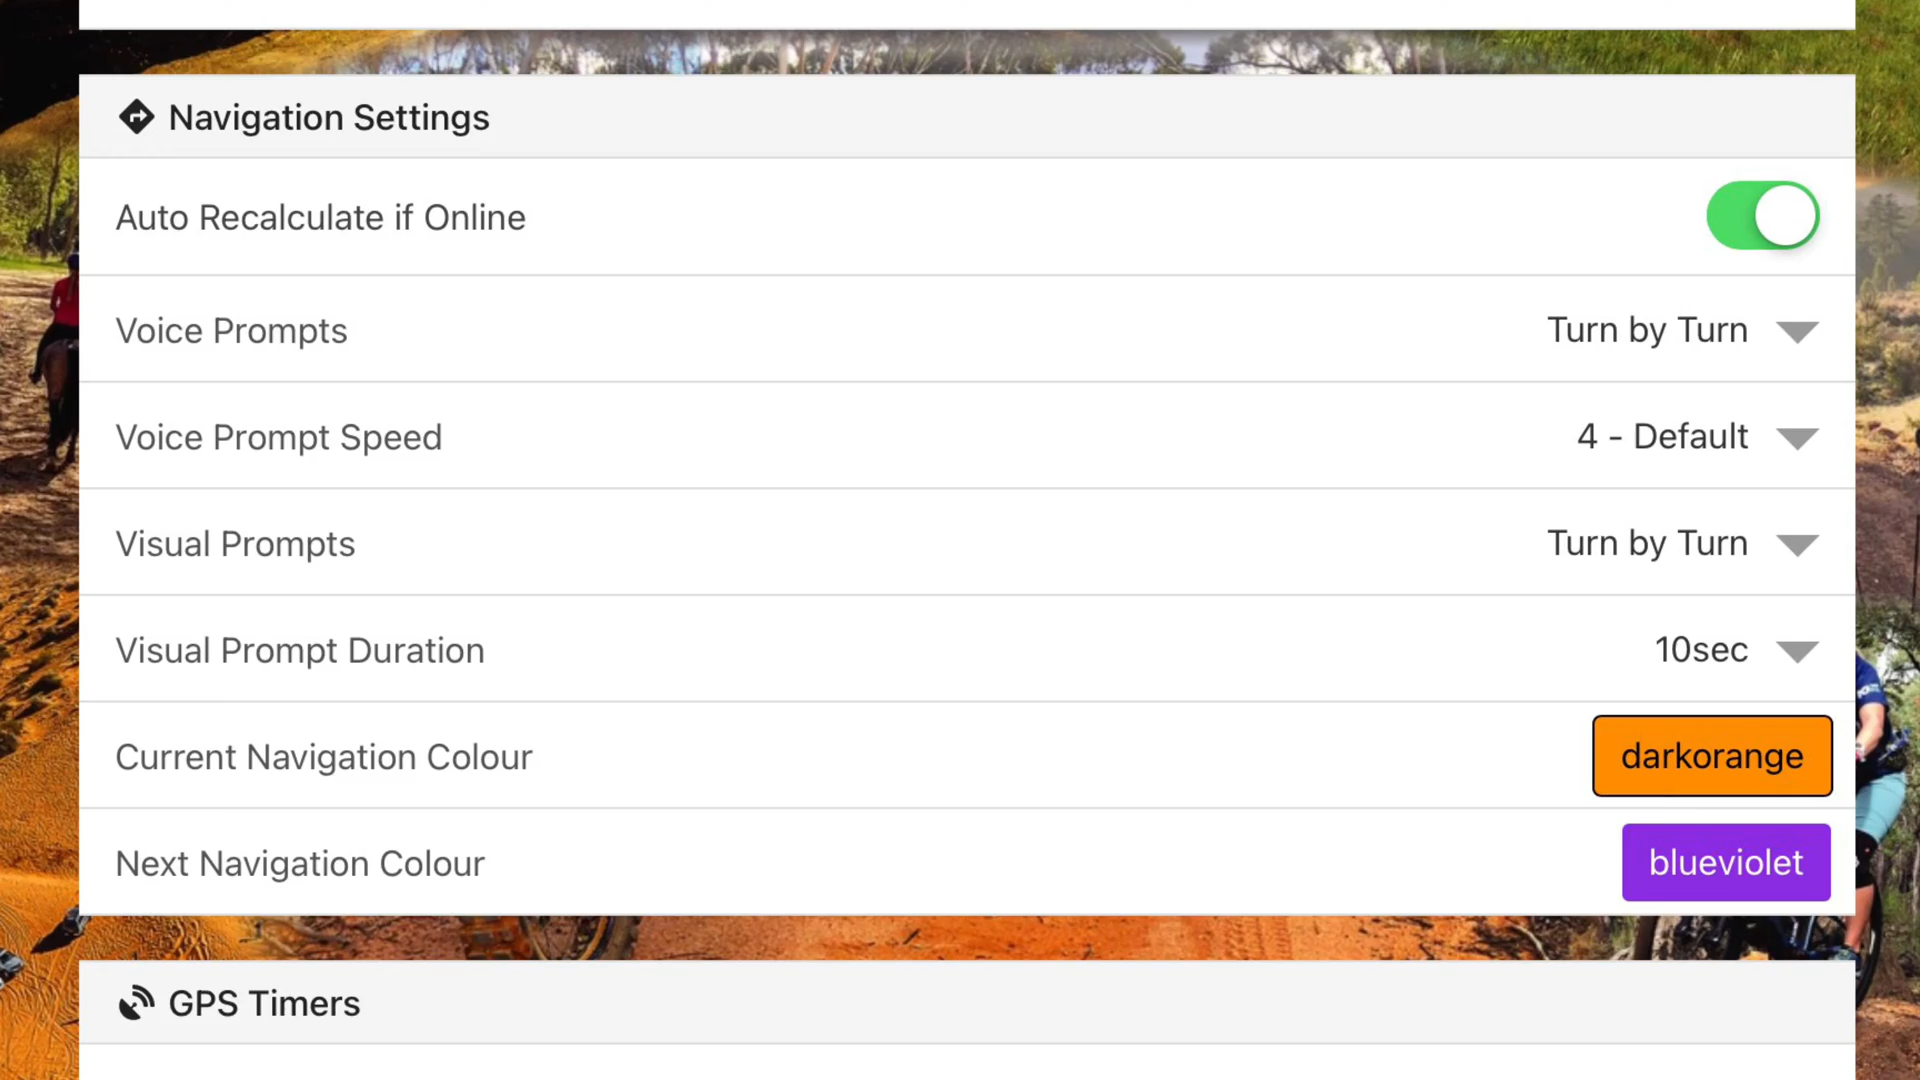 Navigation Settings
Auto Recalculate if Online
Voice Prompts Turn by Turn
Voice Prompt Speed 4 - Default
Visual Prompts Turn by Turn
Visual Prompt Duration 10sec
Current Navigation Colour darkorange
Next Navigation Colour blueviolet
GPS Timers